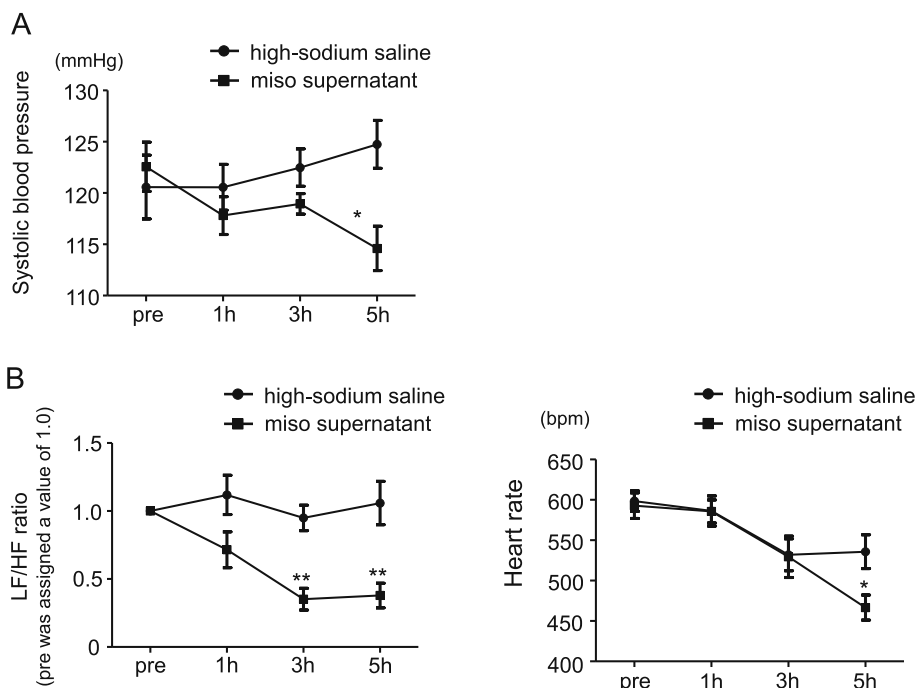 A
high-sodium saline
miso supernatant
(mmHg)
Systolic blood pressure
130
125
120
115
110
*
pre 1h 3h 5h
B
high-sodium saline
miso supernatant
LF/HF ratio
(pre was assigned a value of 1.0)
1.5
1.0
0.5
0
** **
pre 1h 3h 5h
high-sodium saline
miso supernatant
(bpm)
Heart rate
650
600
550
500
450
400
*
pre 1h 3h 5h